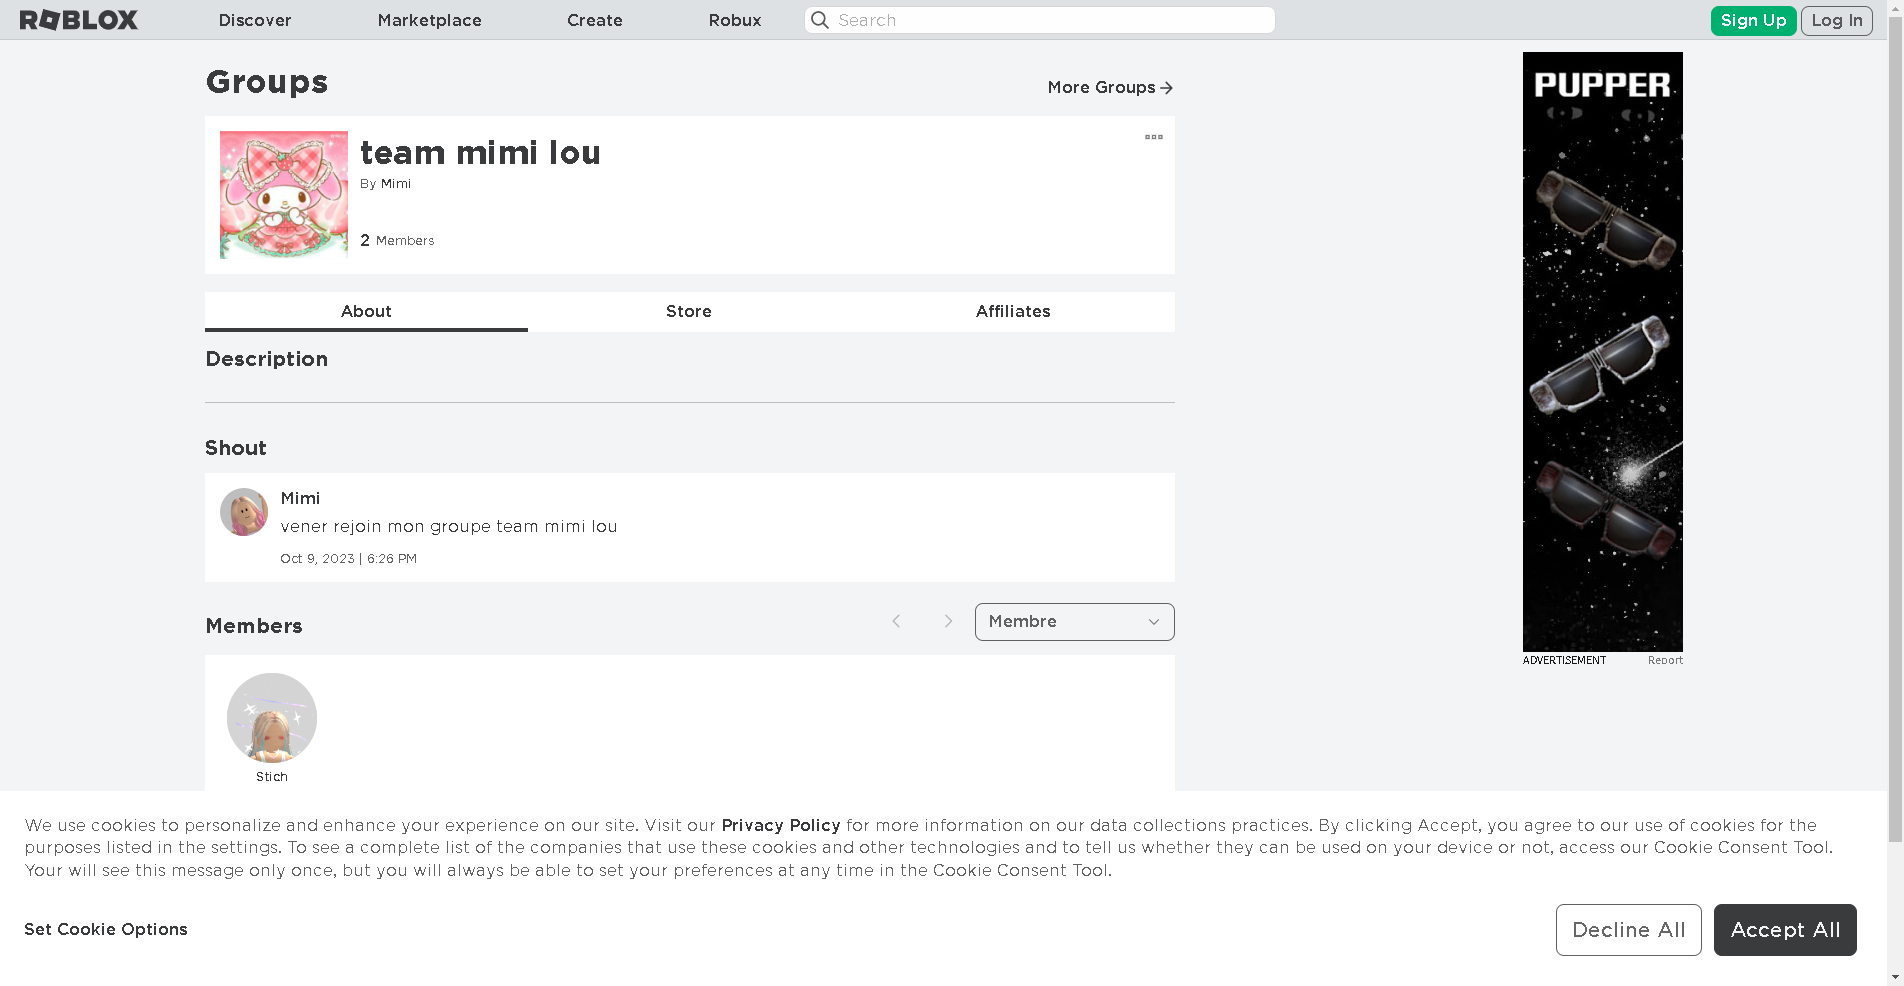 ROBLOX Discover Marketplace Create Robux Search Sign Up Log In
Groups
More Groups
team mimi lou
By Mimi
2 Members
About Store Affiliates
Description
Shout
Mimi
vener rejoin mon groupe team mimi lou
Oct 9, 2023 | 6:26 PM
Members
Membre
Stich
PUPPER
ADVERTISEMENT Report
We use cookies to personalize and enhance your experience on our site. Visit our Privacy Policy for more information on our data collections practices. By clicking Accept, you agree to our use of cookies for the
purposes listed in the settings. To see a complete list of the companies that use these cookies and other technologies and to tell us whether they can be used on your device or not, access our Cookie Consent Tool.
Your will see this message only once, but you will always be able to set your preferences at any time in the Cookie Consent Tool.
Set Cookie Options
Decline All Accept All